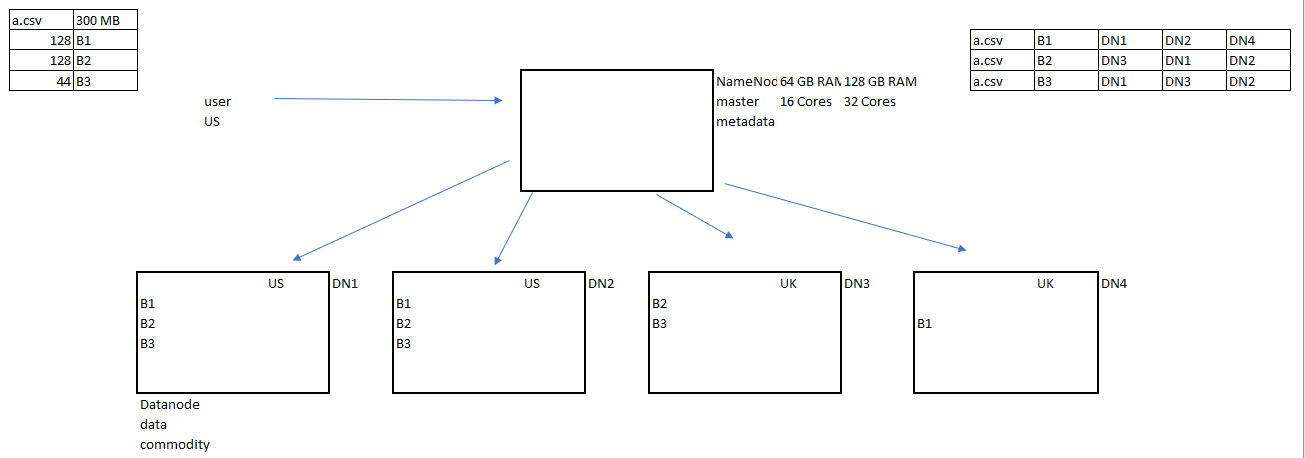 a.csv 300 MB
128 B1
128 B2
44 B3
a.csv B1 DN1 DN2 DN4
a.csv B2 DN3 DN1 DN2
a.csv B3 DN1 DN3 DN2
user
US
NameNod 64 GB RAM 128 GB RAM
master 16 Cores 32 Cores
metadata
US DN1
B1
B2
B3
US DN2
B1
B2
B3
UK DN3
B2
B3
UK DN4
B1
Datanode
data
commodity